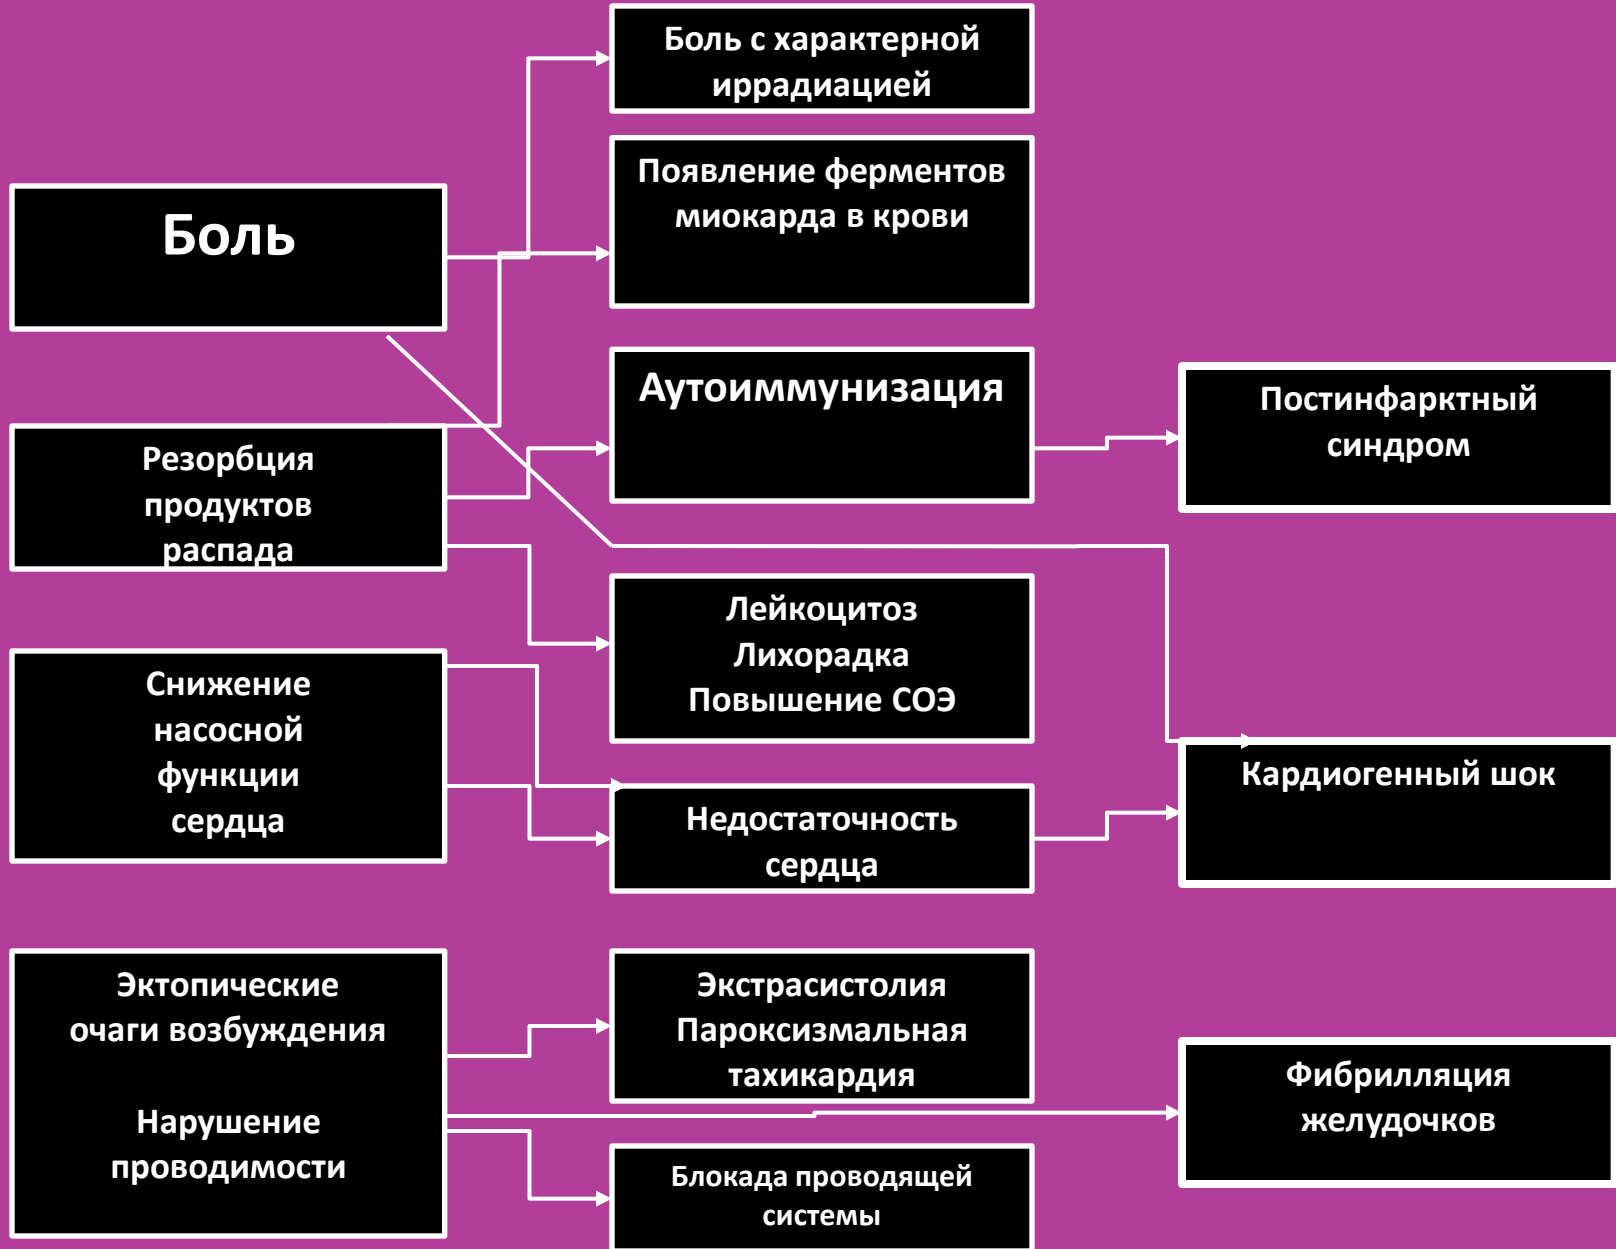 Боль с характерной
иррадиацией
Появление ферментов
миокарда в крови
Боль
Аутоиммунизация
Постинфарктный
синдром
Резорбция
продуктов
распада
Лейкоцитоз
Лихорадка
Повышение СОЭ
Снижение
насосной
функции
сердца
Кардиогенный шок
Недостаточность
сердца
Эктопические
очаги возбуждения
Нарушение
проводимости
Экстрасистолия
Пароксизмальная
тахикардия
Фибрилляция
желудочков
Блокада проводящей
системы